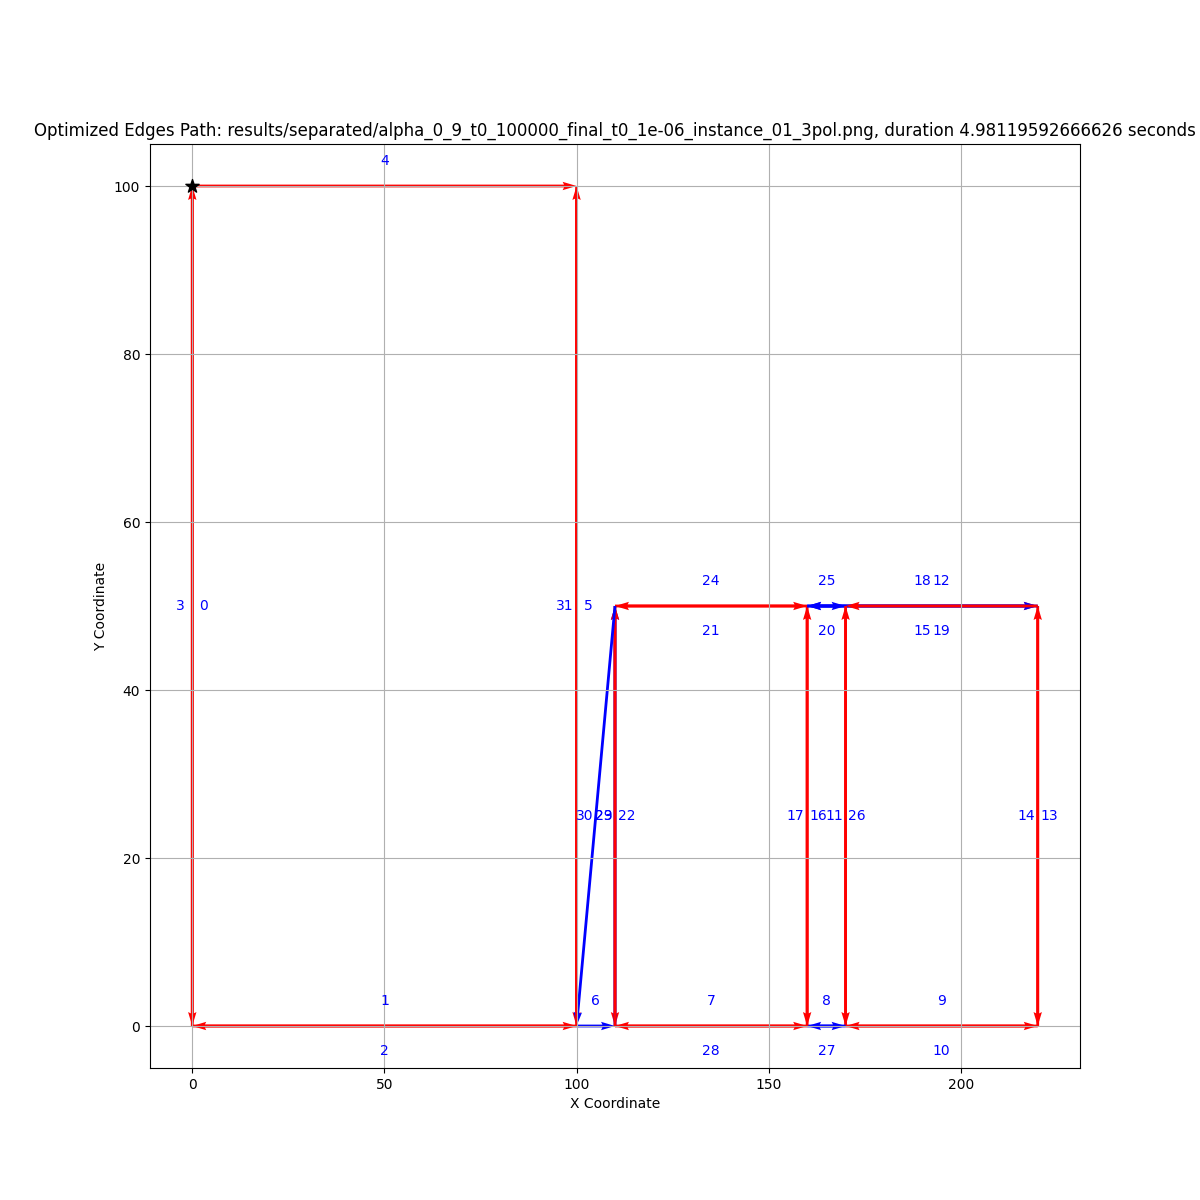 Optimized Edges Path: results/separated/alpha_0_9_t0_100000_final_t0_1e-06_instance_01_3pol.png, duration 4.98119592666626 seconds
4
100
80
60
24 25 18 12
3 0 31 5
21 20 15 19
Y Coordinate
40
30 22 17 16 11 26 14 13
20
1 6 7 8 9
0
2 28 27 10
0 50 100 150 200
X Coordinate